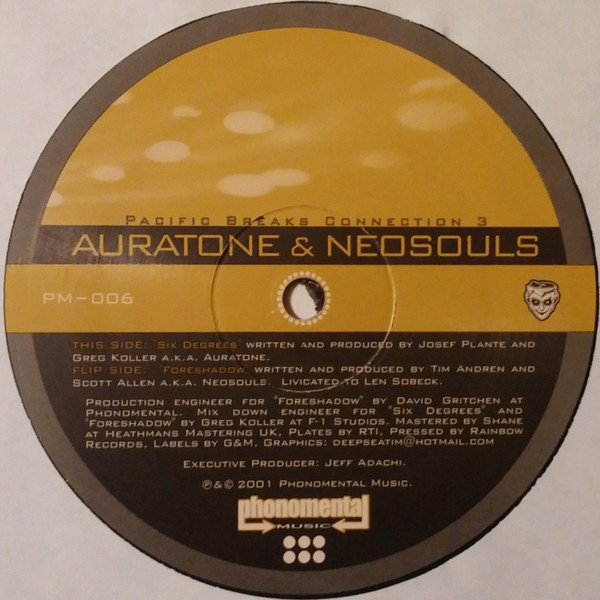 Pacific Breaks Connection 3
AURATONE & NEOSOULS
PM-006
THIS SIDE: "Six Degrees" written and produced by Josef Plante and
Greg Koller a.k.a. Auratone.
FLIP SIDE: "Foreshadow" written and produced by Tim Andren and
Scott Allen a.k.a. Neosouls. Livicated to Len Sobeck.
Production engineer for "Foreshadow" by David Gritchen at
Phonomental. Mix down engineer for "Six Degrees" and
"Foreshadow" by Greg Koller at F-1 Studios. Mastered by Shane
at Heathmans Mastering UK, Plates by RTI, Pressed by Rainbow
Records, Labels by G&M, Graphics: deepseatim@hotmail.com
Executive Producer: Jeff Adachi.
℗&© 2001 Phonomental Music.
phonomental
MUSIC